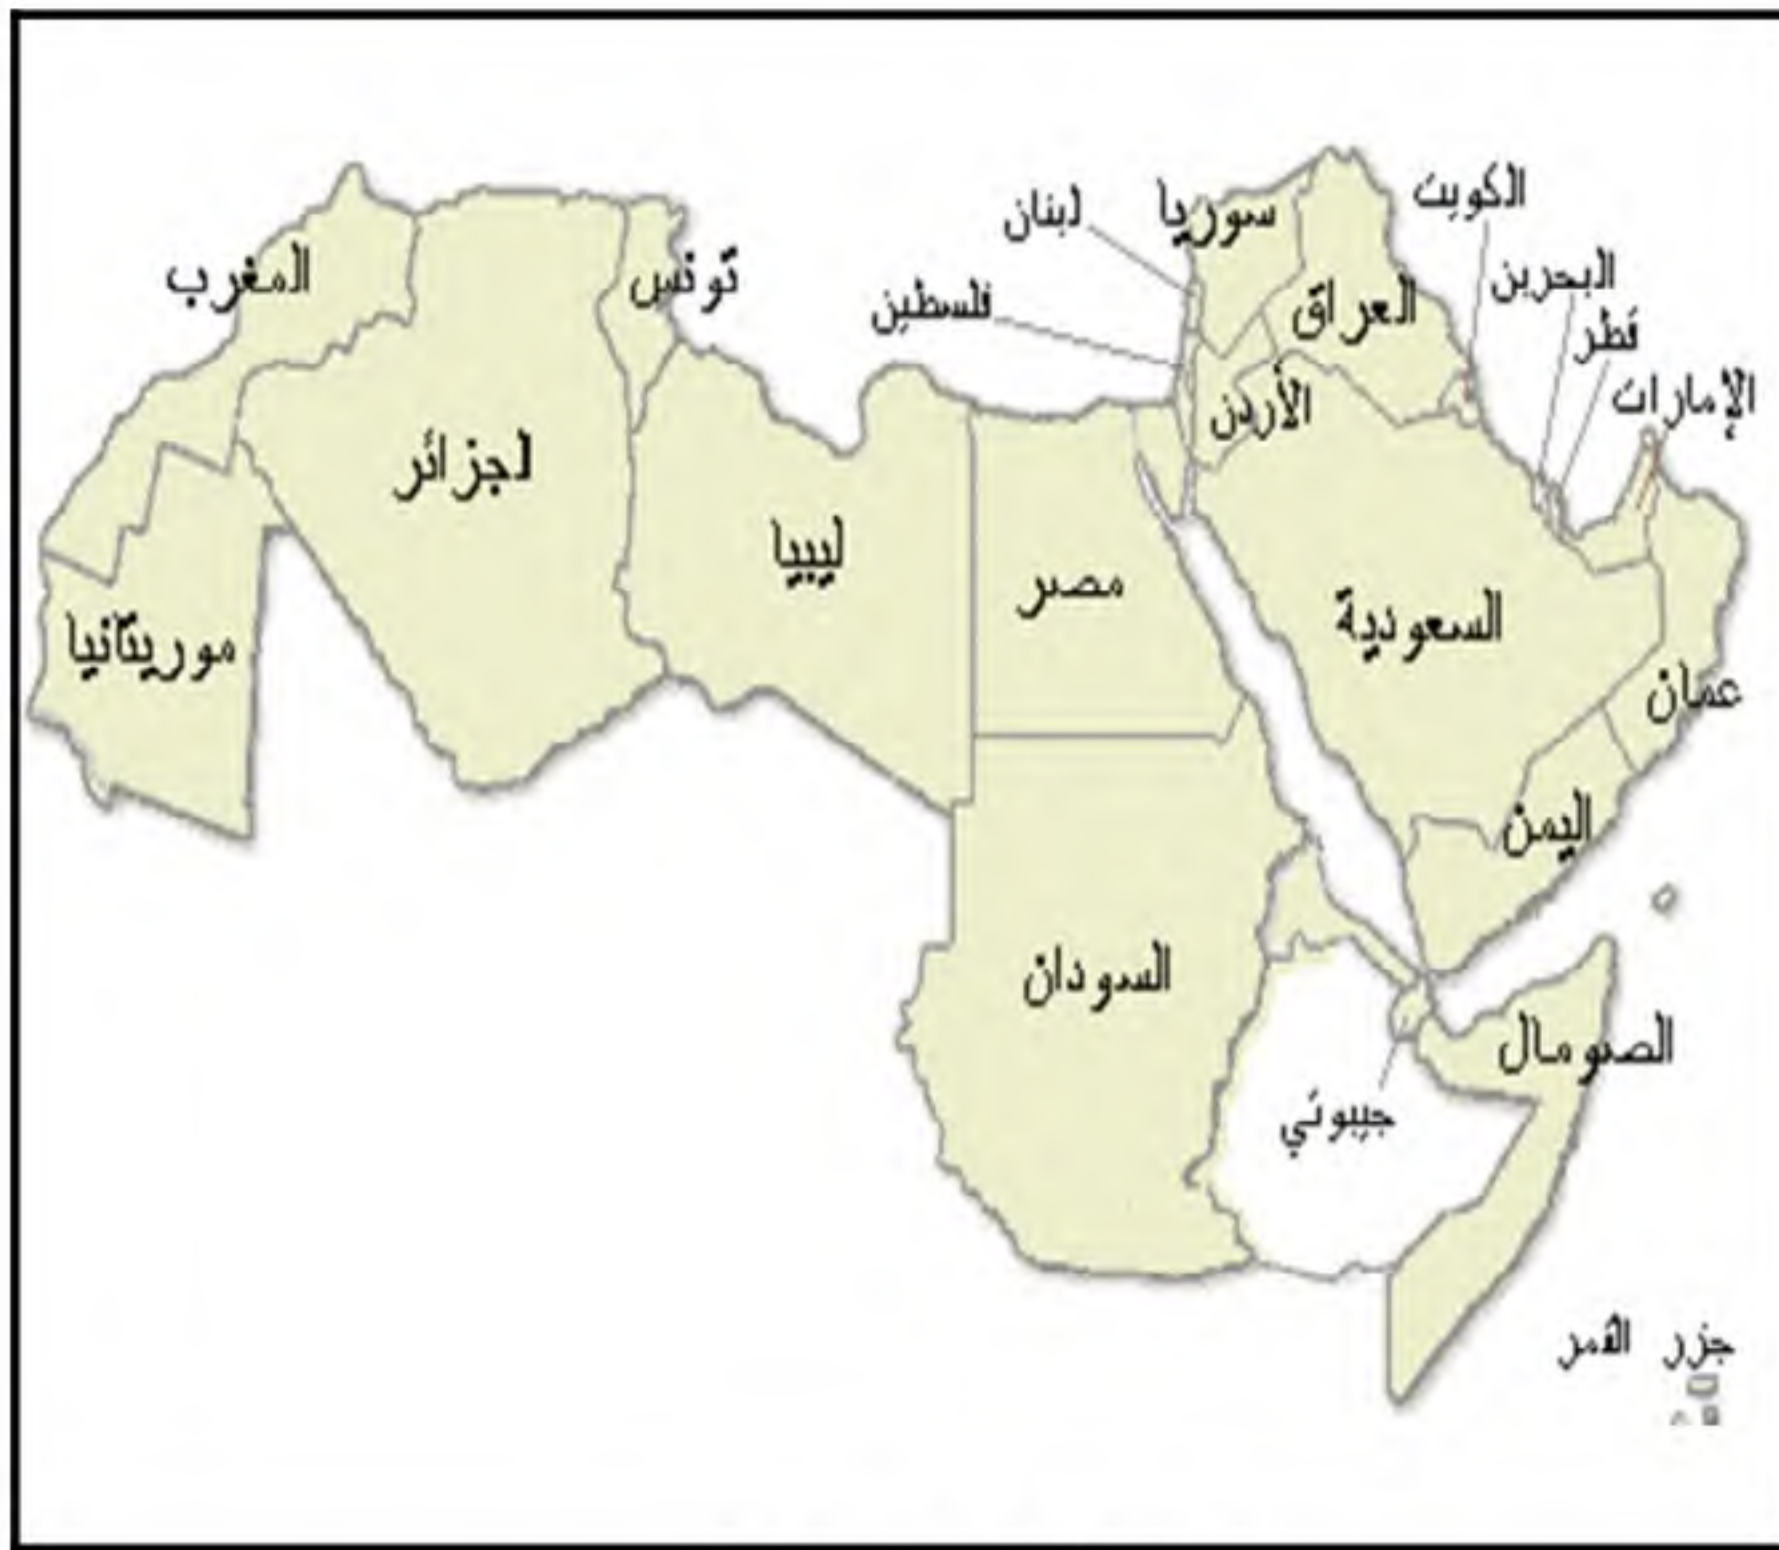 الكويت
سوريا
لبنان
البحرين
تونس
المغرب
العراق
فلسطين
قطر
الإمارات
الأردن
لجزائر
ليبيا
مصر
السعودية
موريتانيا
عمان
اليمن
السودان
الصومال
جيبوتي
جزر القمر